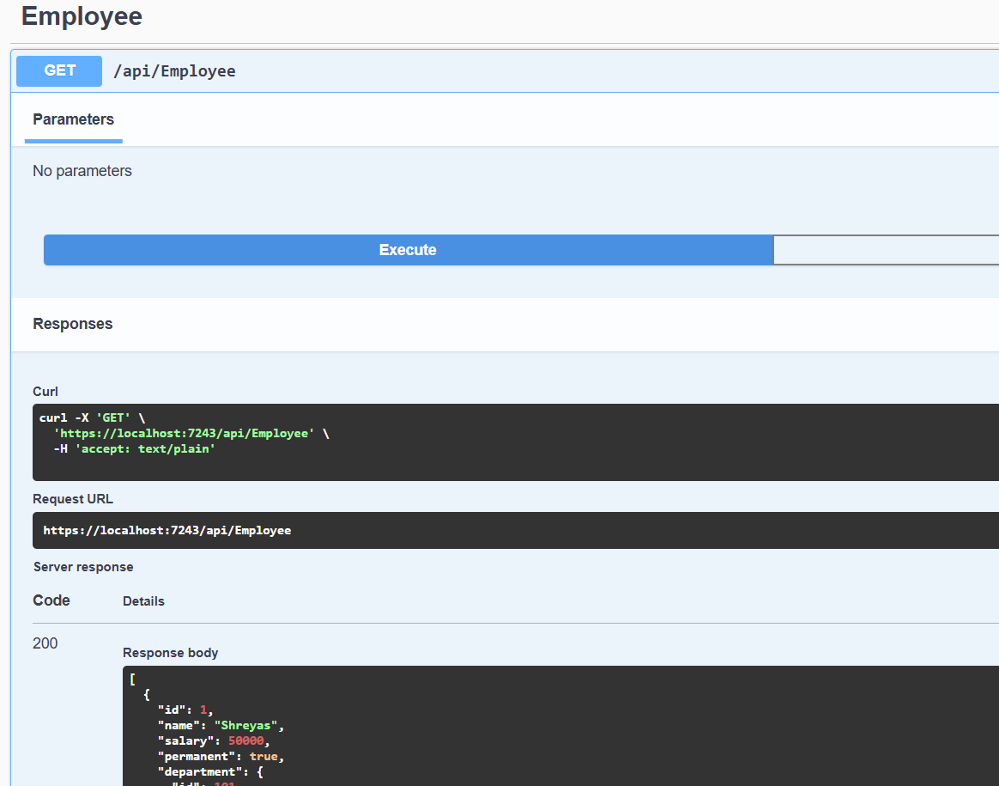 Employee
GET /api/Employee
Parameters
No parameters
Execute
Responses
Curl
curl -X 'GET' \
'https://localhost:7243/api/Employee' \
-H 'accept: text/plain'
Request URL
https://localhost:7243/api/Employee
Server response
Code Details
200
Response body
[
{
"id": 1,
"name": "Shreyas",
"salary": 50000,
"permanent": true,
"department": {
"id": 101